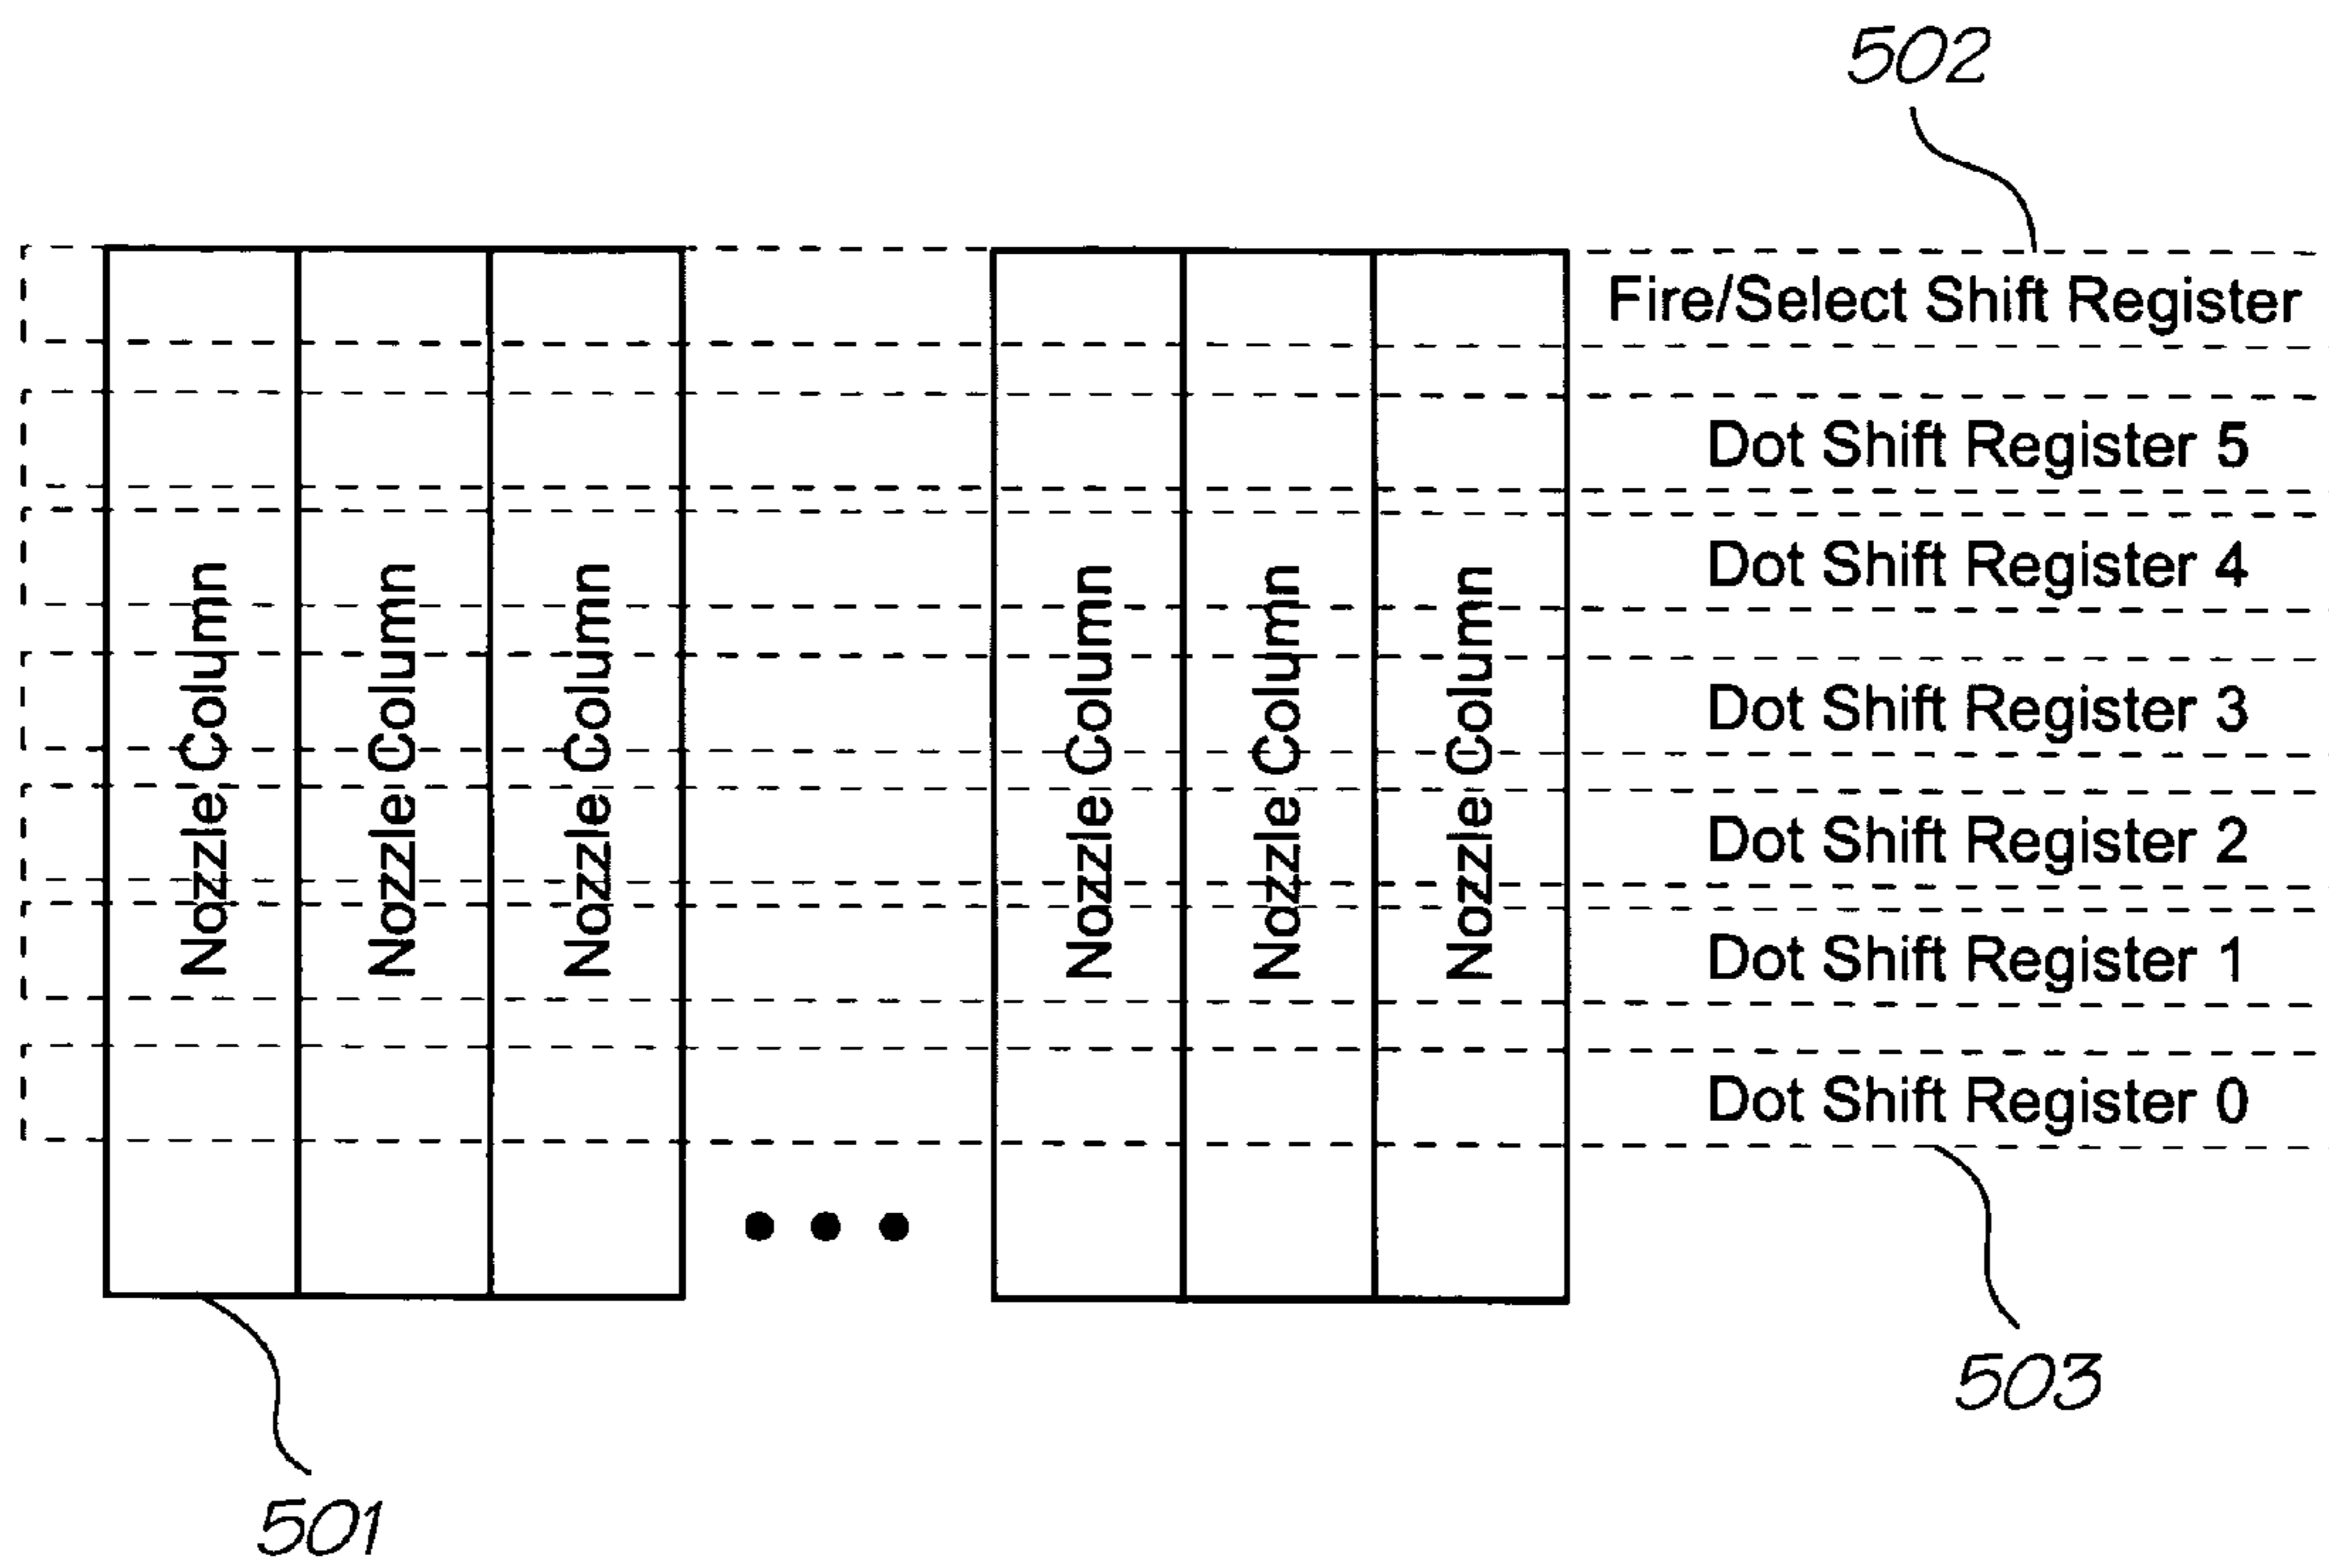 502
Fire/Select Shift Register
Dot Shift Register 5
Dot Shift Register 4
Dot Shift Register 3
Dot Shift Register 2
Dot Shift Register 1
Dot Shift Register 0
Nozzle Column
Nozzle Column
Nozzle Column
Nozzle Column
Nozzle Column
Nozzle Column
503
501